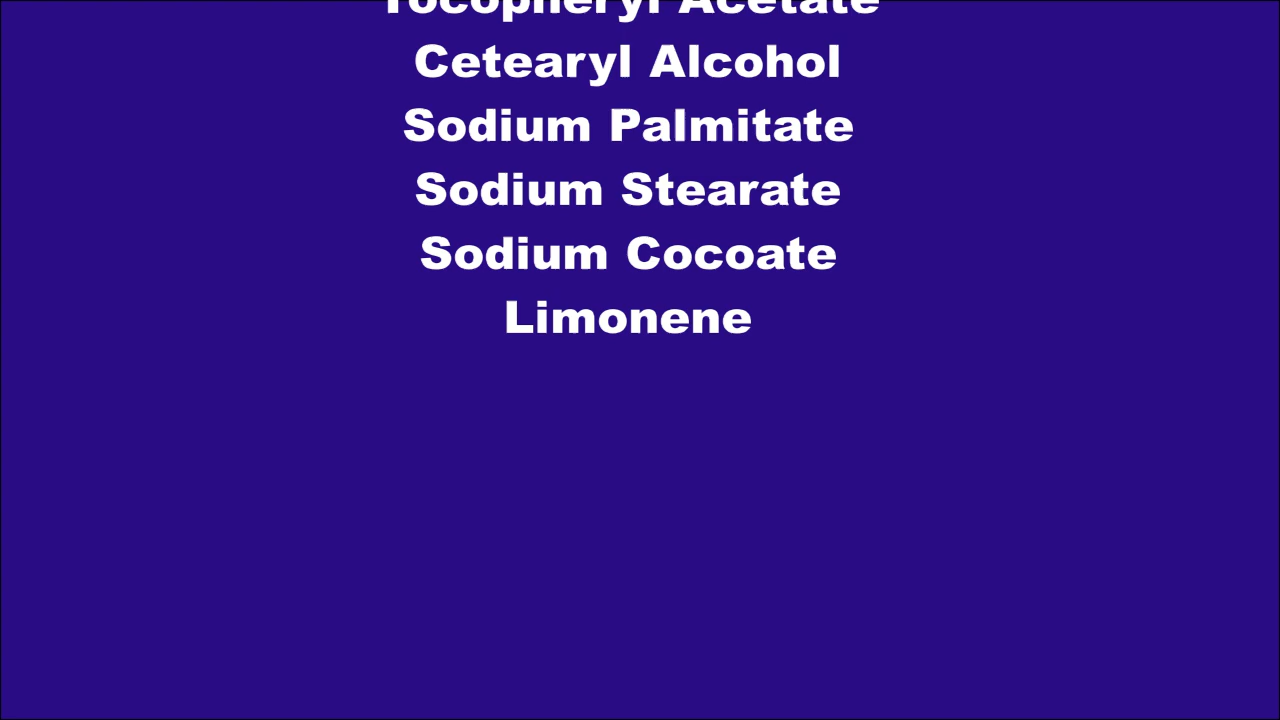 Tocopheryl Acetate
Cetearyl Alcohol
Sodium Palmitate
Sodium Stearate
Sodium Cocoate
Limonene